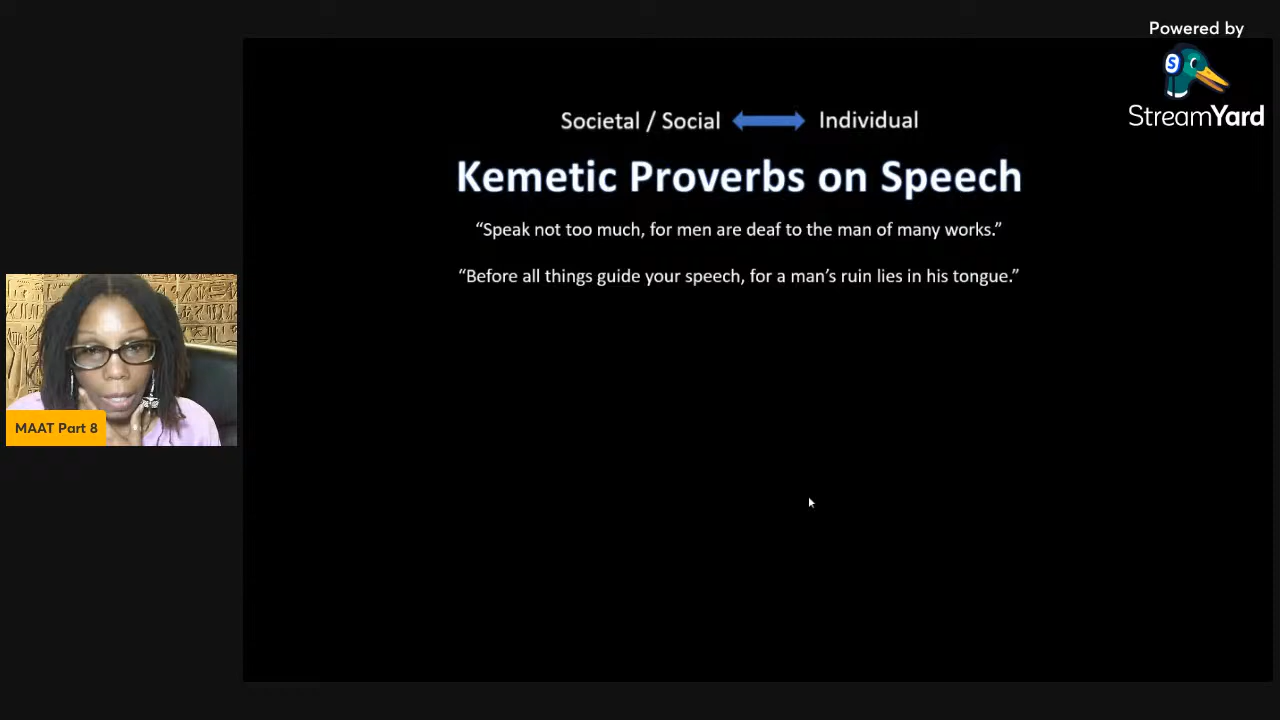 Powered by
StreamYard
Societal / Social Individual
Kemetic Proverbs on Speech
“Speak not too much, for men are deaf to the man of many works.”
“Before all things guide your speech, for a man’s ruin lies in his tongue.”
MAAT Part 8